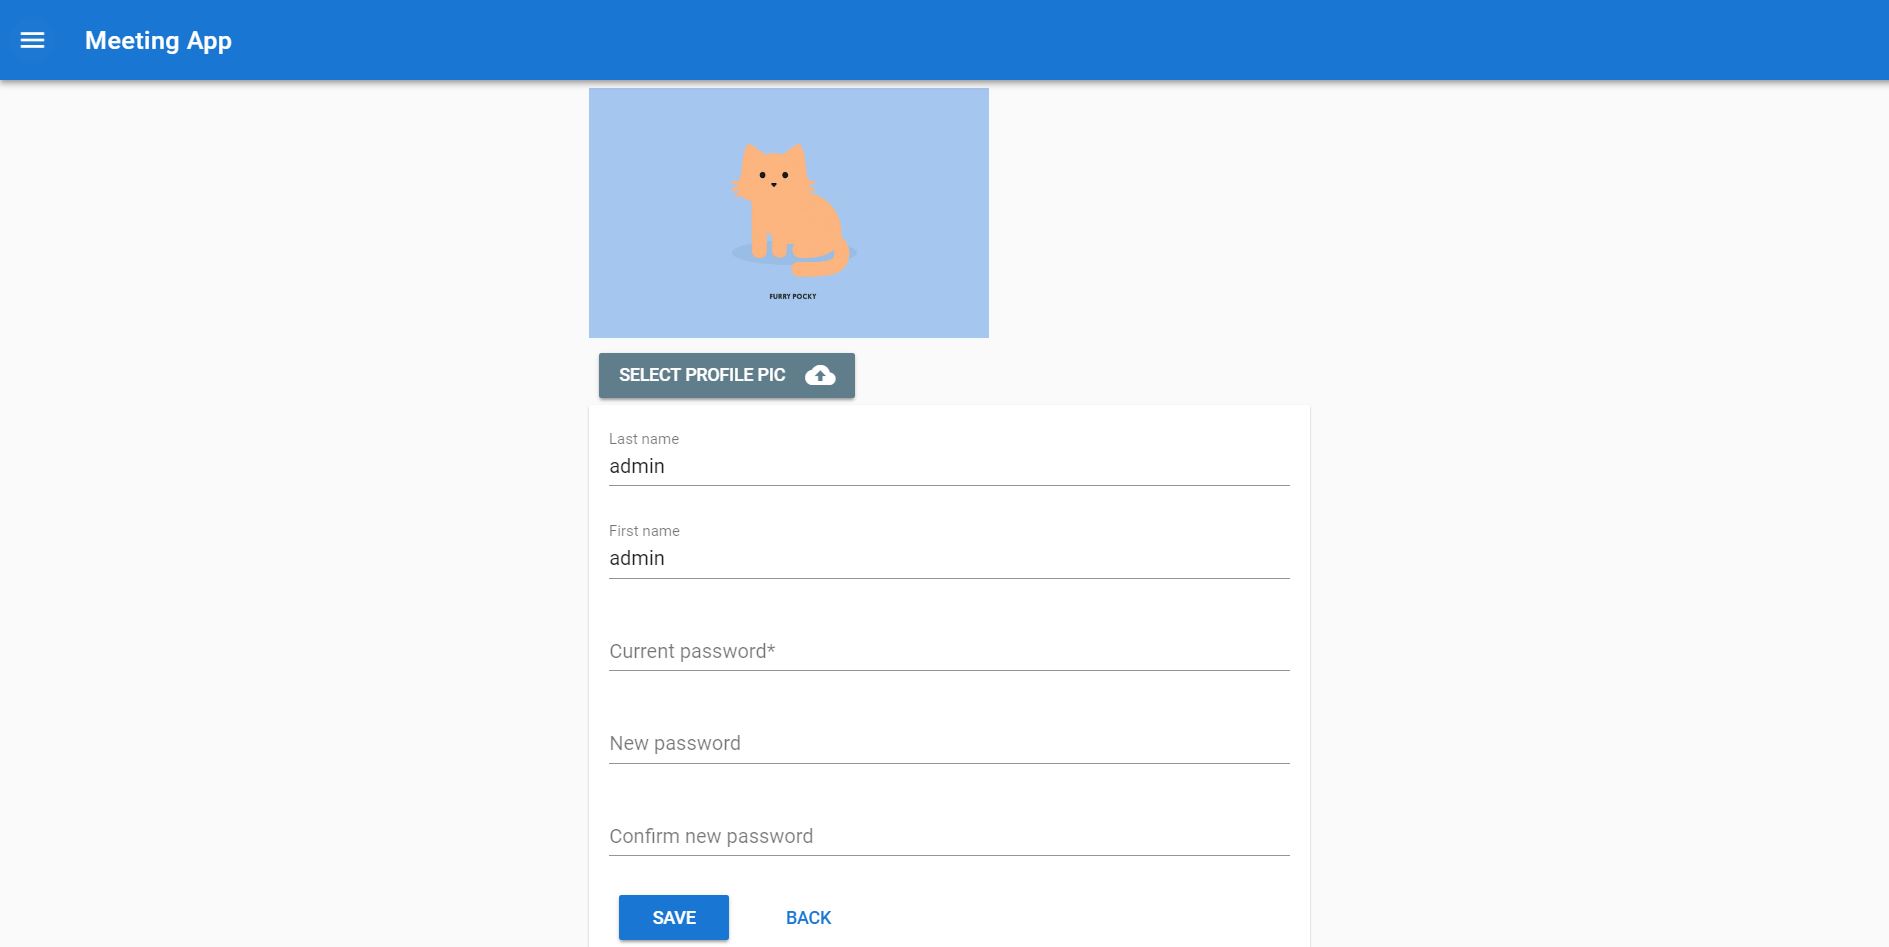 Meeting App
FURRY POCKY
SELECT PROFILE PIC
Last name
admin
First name
admin
Current password*
New password
Confirm new password
SAVE BACK